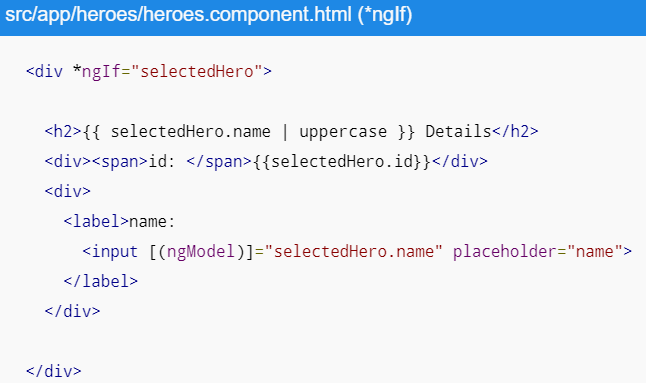 src/app/heroes/heroes.component.html (*ngIf)
<div *ngIf="selectedHero">
<h2>{{ selectedHero.name | uppercase }} Details</h2>
<div><span>id: </span>{{selectedHero.id}}</div>
<div>
<label>name:
<input [(ngModel)]="selectedHero.name" placeholder="name">
</label>
</div>
</div>